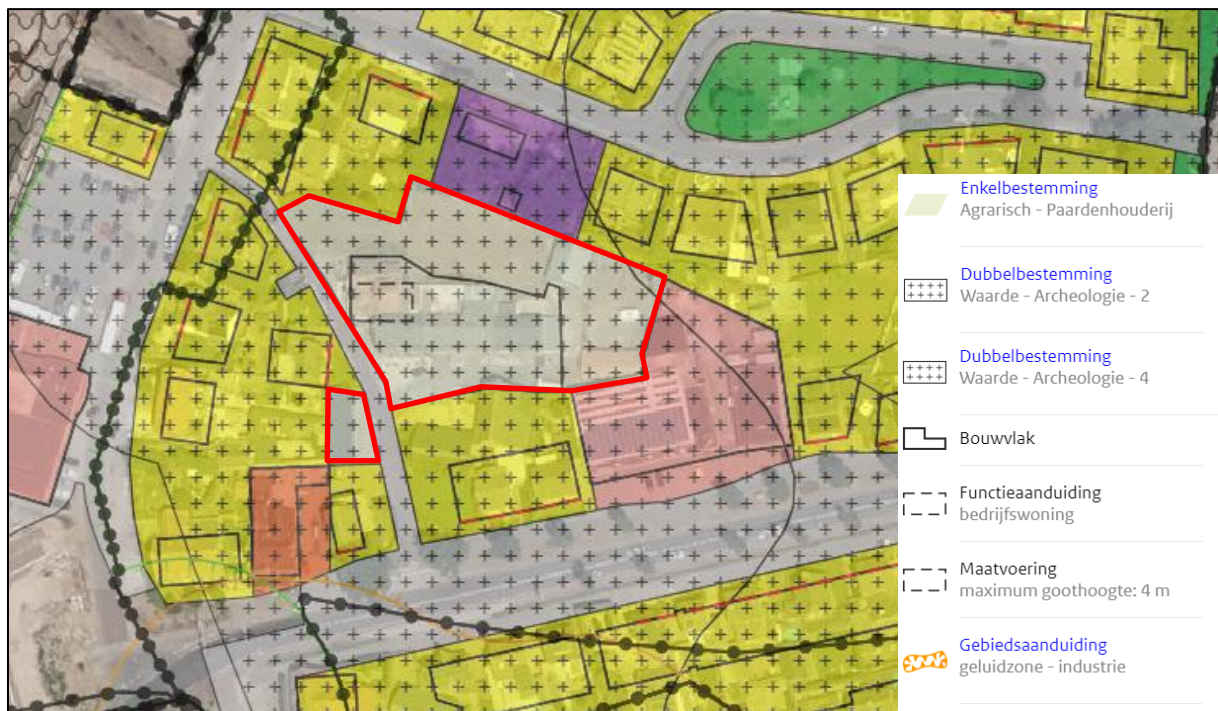 Enkelbestemming
Agrarisch - Paardenhouderij
Dubbelbestemming
Waarde - Archeologie - 2
Dubbelbestemming
Waarde - Archeologie - 4
Bouwvlak
Functieaanduiding
bedrijfswoning
Maatvoering
maximum goothoogte: 4 m
Gebiedsaanduiding
geluidzone - industrie